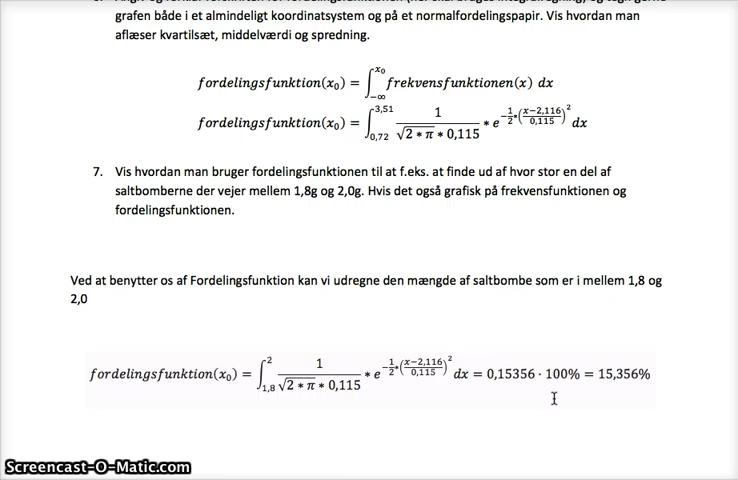 grafen både i et almindeligt koordinatsystem og på et normalfordelingspapir. Vis hvordan man
aflæser kvartilsæt, middelværdi og spredning.
fordelingsfunktion(x₀) = ∫_{−∞}^{x₀} frekvensfunktionen(x) dx
fordelingsfunktion(x₀) = ∫_{0,72}^{3,51} 1/(√(2 * π) * 0,115) * e^{−1/2*((x−2,116)/0,115)^2} dx
7. Vis hvordan man bruger fordelingsfunktionen til at f.eks. at finde ud af hvor stor en del af
saltbomberne der vejer mellem 1,8g og 2,0g. Hvis det også grafisk på frekvensfunktionen og
fordelingsfunktionen.
Ved at benytter os af Fordelingsfunktion kan vi udregne den mængde af saltbombe som er i mellem 1,8 og
2,0
fordelingsfunktion(x₀) = ∫_{1,8}^{2} 1/(√(2 * π) * 0,115) * e^{−1/2*((x−2,116)/0,115)^2} dx = 0,15356 · 100% = 15,356%
Screencast-O-Matic.com